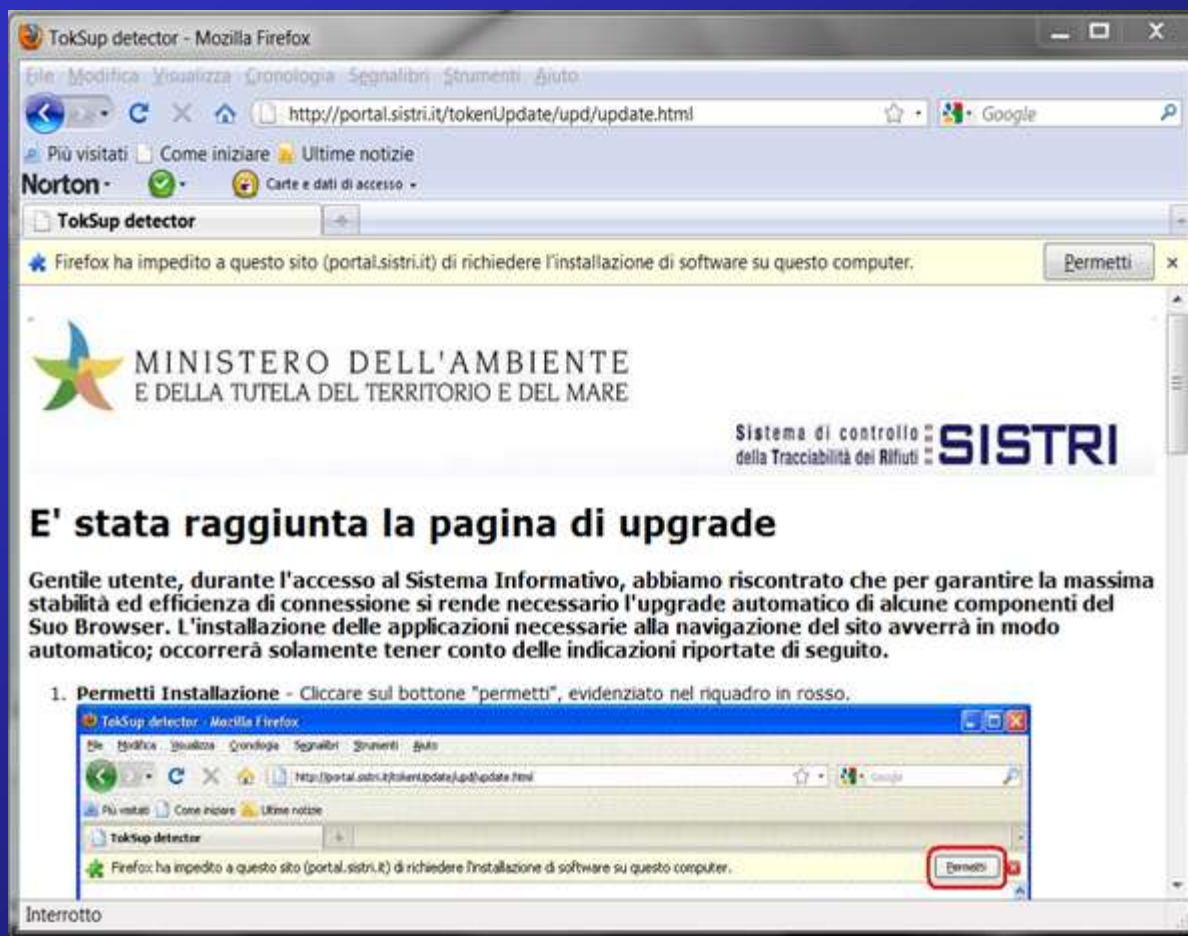 TokSup detector - Mozilla Firefox
File Modifica Visualizza Cronologia Segnalibri Strumenti Aiuto
http://portal.sistri.it/tokenUpdate/upd/update.html
Google
Più visitati Come iniziare Ultime notizie
Norton Carte e dati di accesso
TokSup detector
Firefox ha impedito a questo sito (portal.sistri.it) di richiedere l'installazione di software su questo computer.
Permetti
MINISTERO DELL'AMBIENTE
E DELLA TUTELA DEL TERRITORIO E DEL MARE
Sistema di controllo
della Tracciabilità dei Rifiuti
SISTRI
E' stata raggiunta la pagina di upgrade
Gentile utente, durante l'accesso al Sistema Informativo, abbiamo riscontrato che per garantire la massima
stabilità ed efficienza di connessione si rende necessario l'upgrade automatico di alcune componenti del
Suo Browser. L'installazione delle applicazioni necessarie alla navigazione del sito avverrà in modo
automatico; occorrerà solamente tener conto delle indicazioni riportate di seguito.
1. Permetti Installazione - Cliccare sul bottone "permetti", evidenziato nel riquadro in rosso.
TokSup detector - Mozilla Firefox
File Modifica Visualizza Cronologia Segnalibri Strumenti Aiuto
http://portal.sistri.it/tokenUpdate/upd/update.html
Google
Più visitati Come iniziare Ultime notizie
TokSup detector
Firefox ha impedito a questo sito (portal.sistri.it) di richiedere l'installazione di software su questo computer.
Permetti
Interrotto